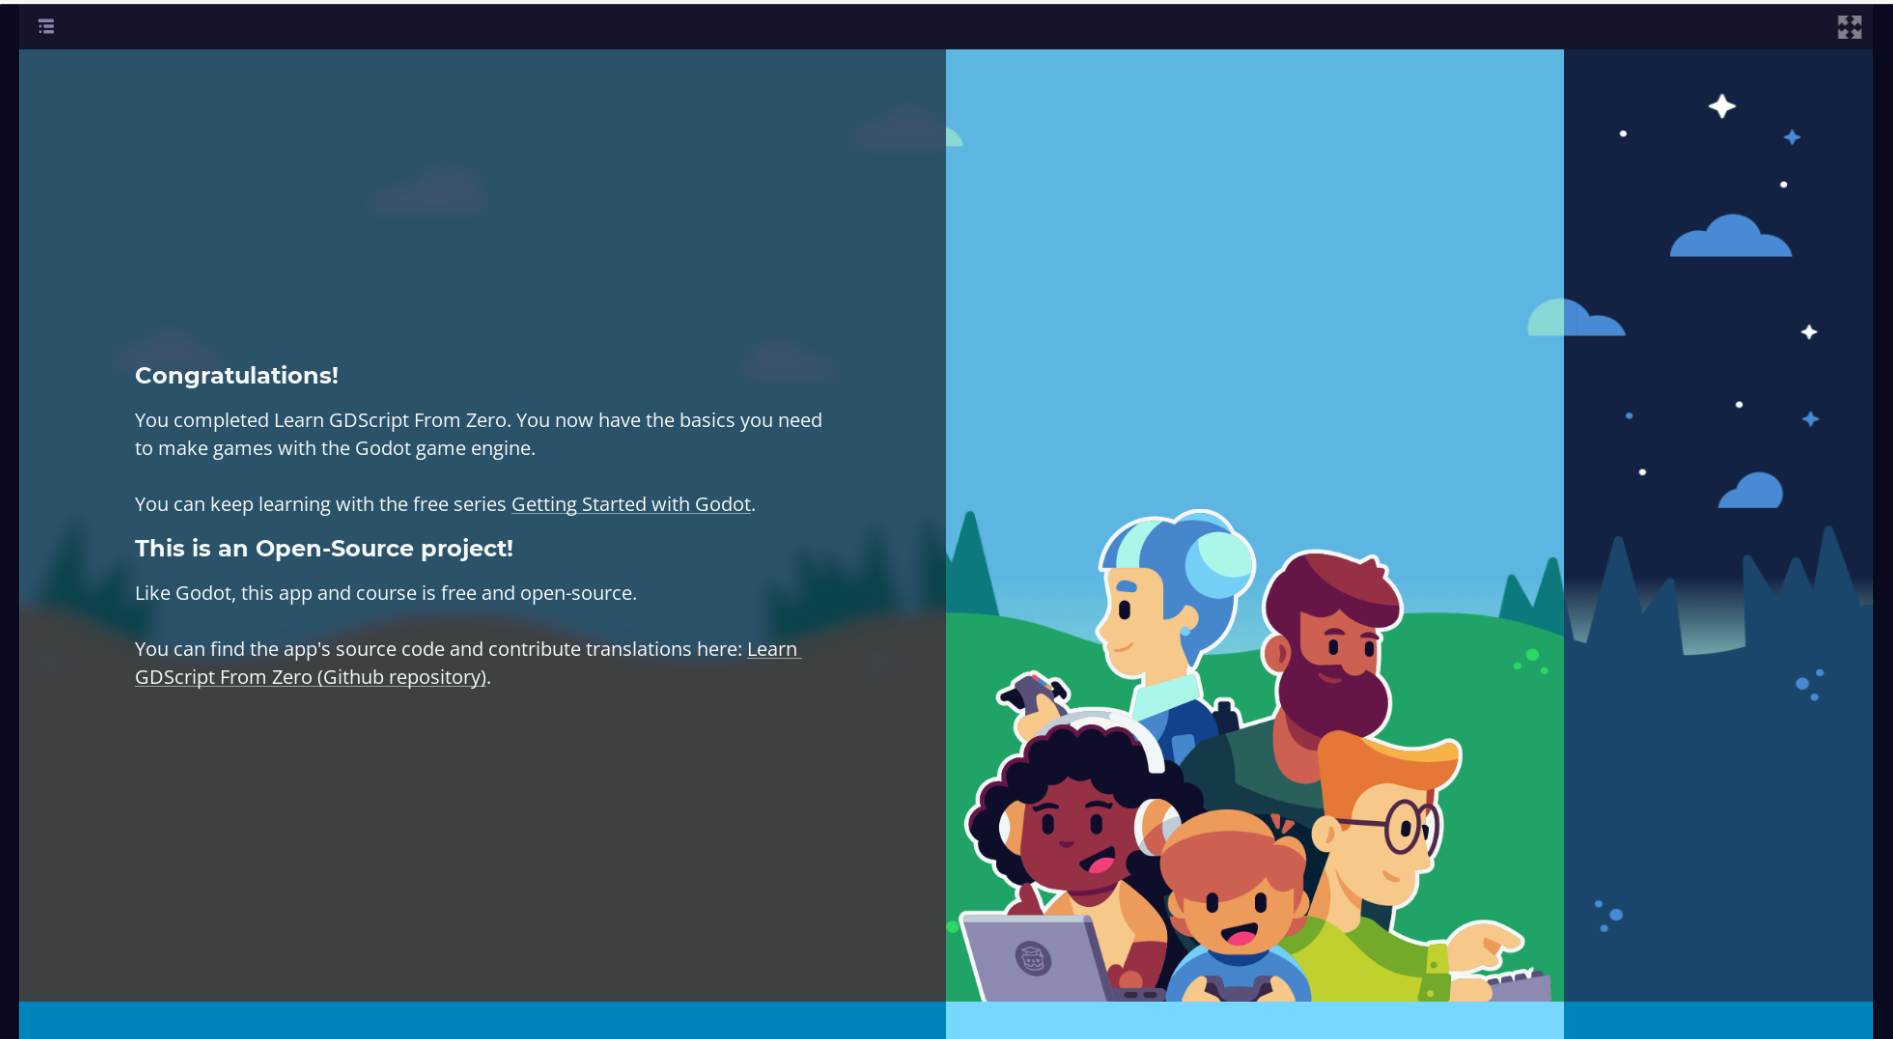 Congratulations!
You completed Learn GDScript From Zero. You now have the basics you need
to make games with the Godot game engine.
You can keep learning with the free series Getting Started with Godot.
This is an Open-Source project!
Like Godot, this app and course is free and open-source.
You can find the app's source code and contribute translations here: Learn
GDScript From Zero (Github repository).